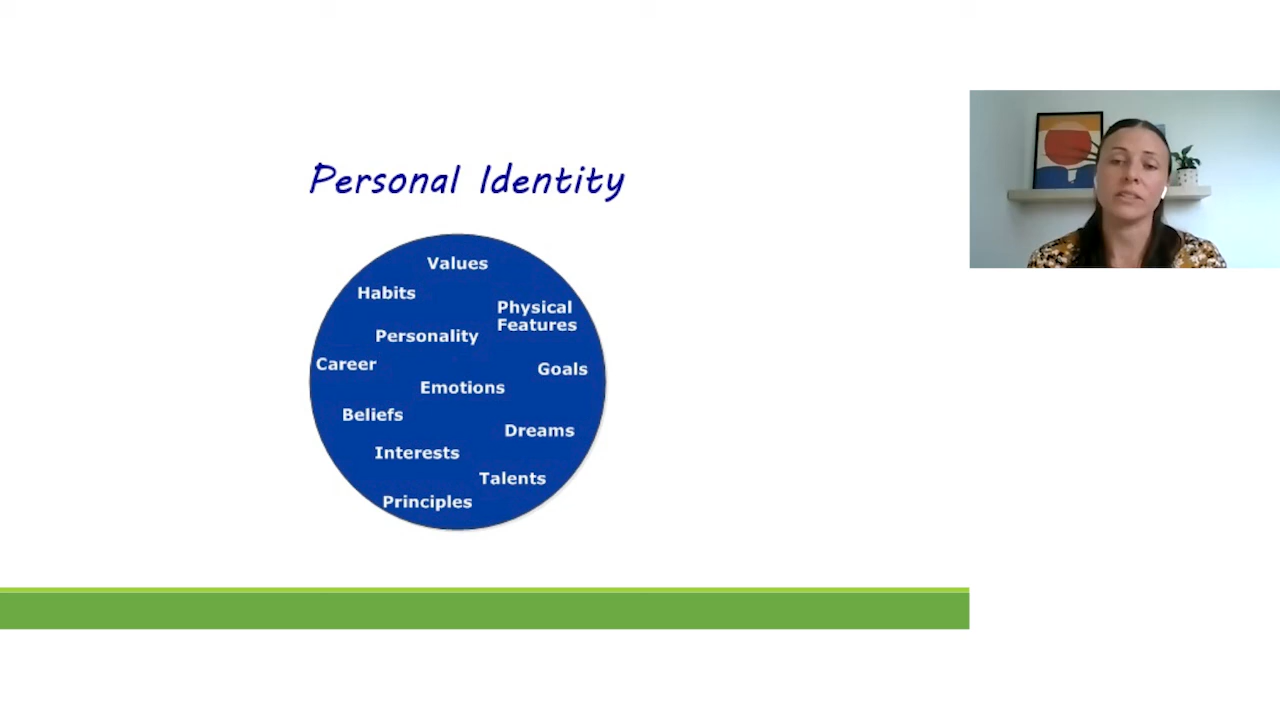 Personal Identity
Values
Habits
Physical
Features
Personality
Career
Goals
Emotions
Beliefs
Dreams
Interests
Talents
Principles